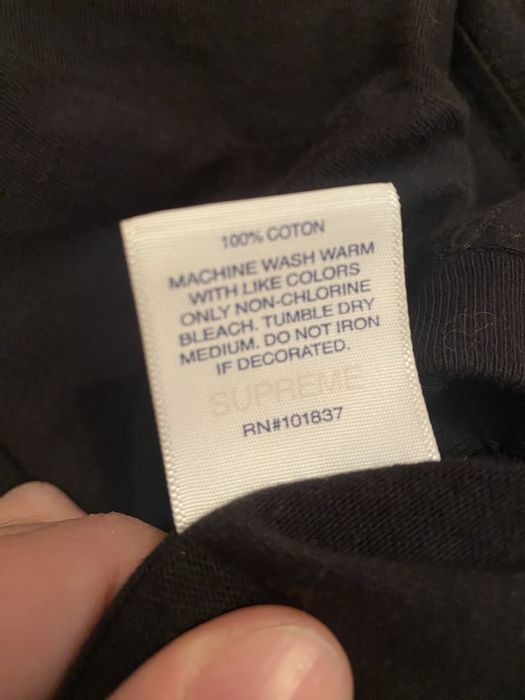 100% COTON
MACHINE WASH WARM
WITH LIKE COLORS
ONLY NON-CHLORINE
BLEACH. TUMBLE DRY
MEDIUM. DO NOT IRON
IF DECORATED.
SUPREME
RN#101837